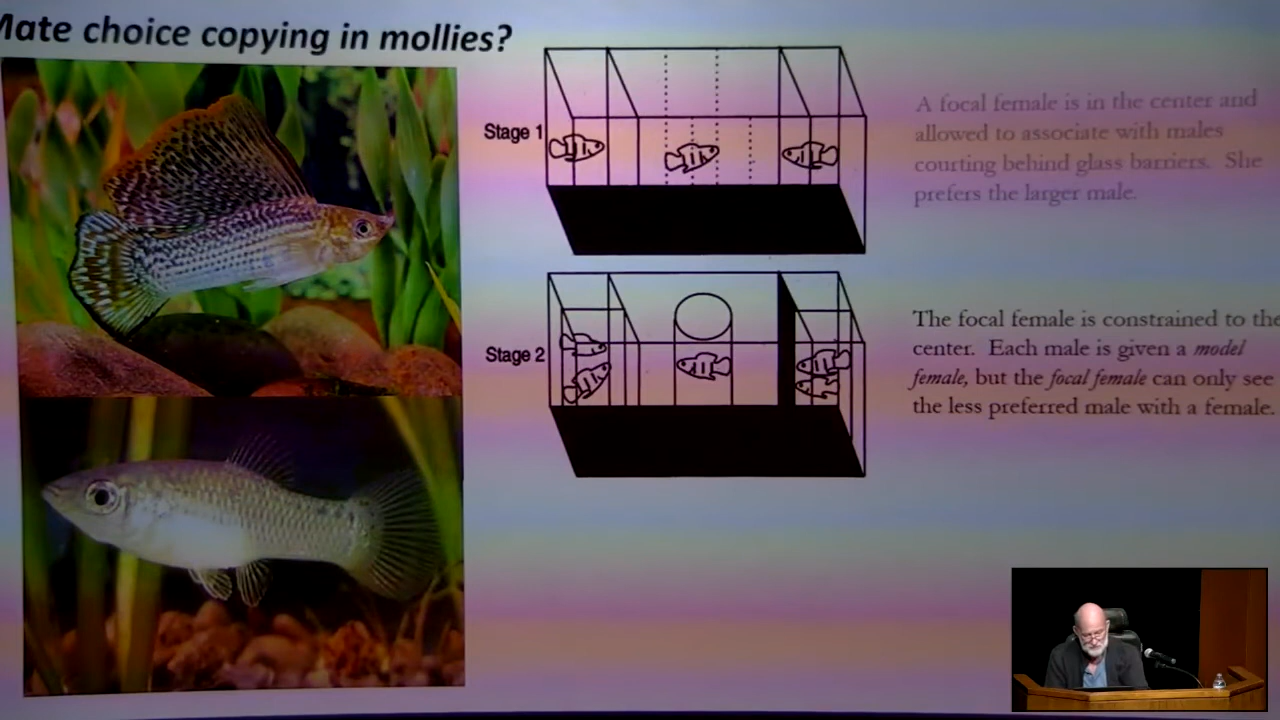 Mate choice copying in mollies?
Stage 1
A focal female is in the center and
allowed to associate with males
courting behind glass barriers. She
prefers the larger male.
Stage 2
The focal female is constrained to the
center. Each male is given a model
female, but the focal female can only see
the less preferred male with a female.